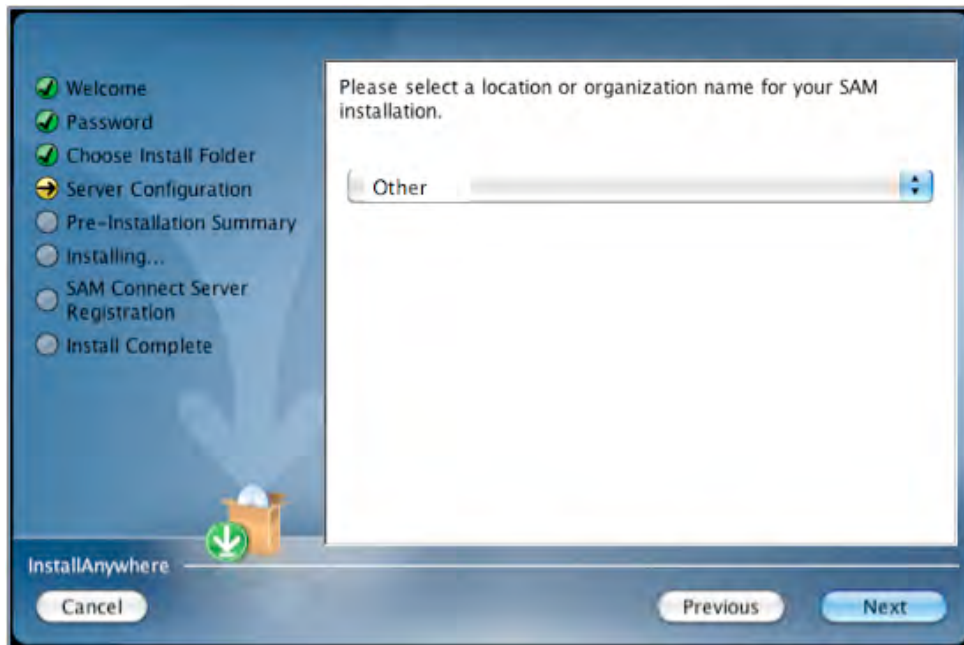 Welcome
Password
Choose Install Folder
Server Configuration
Pre-Installation Summary
Installing...
SAM Connect Server
Registration
Install Complete
Please select a location or organization name for your SAM
installation.
Other
InstallAnywhere
Cancel
Previous
Next